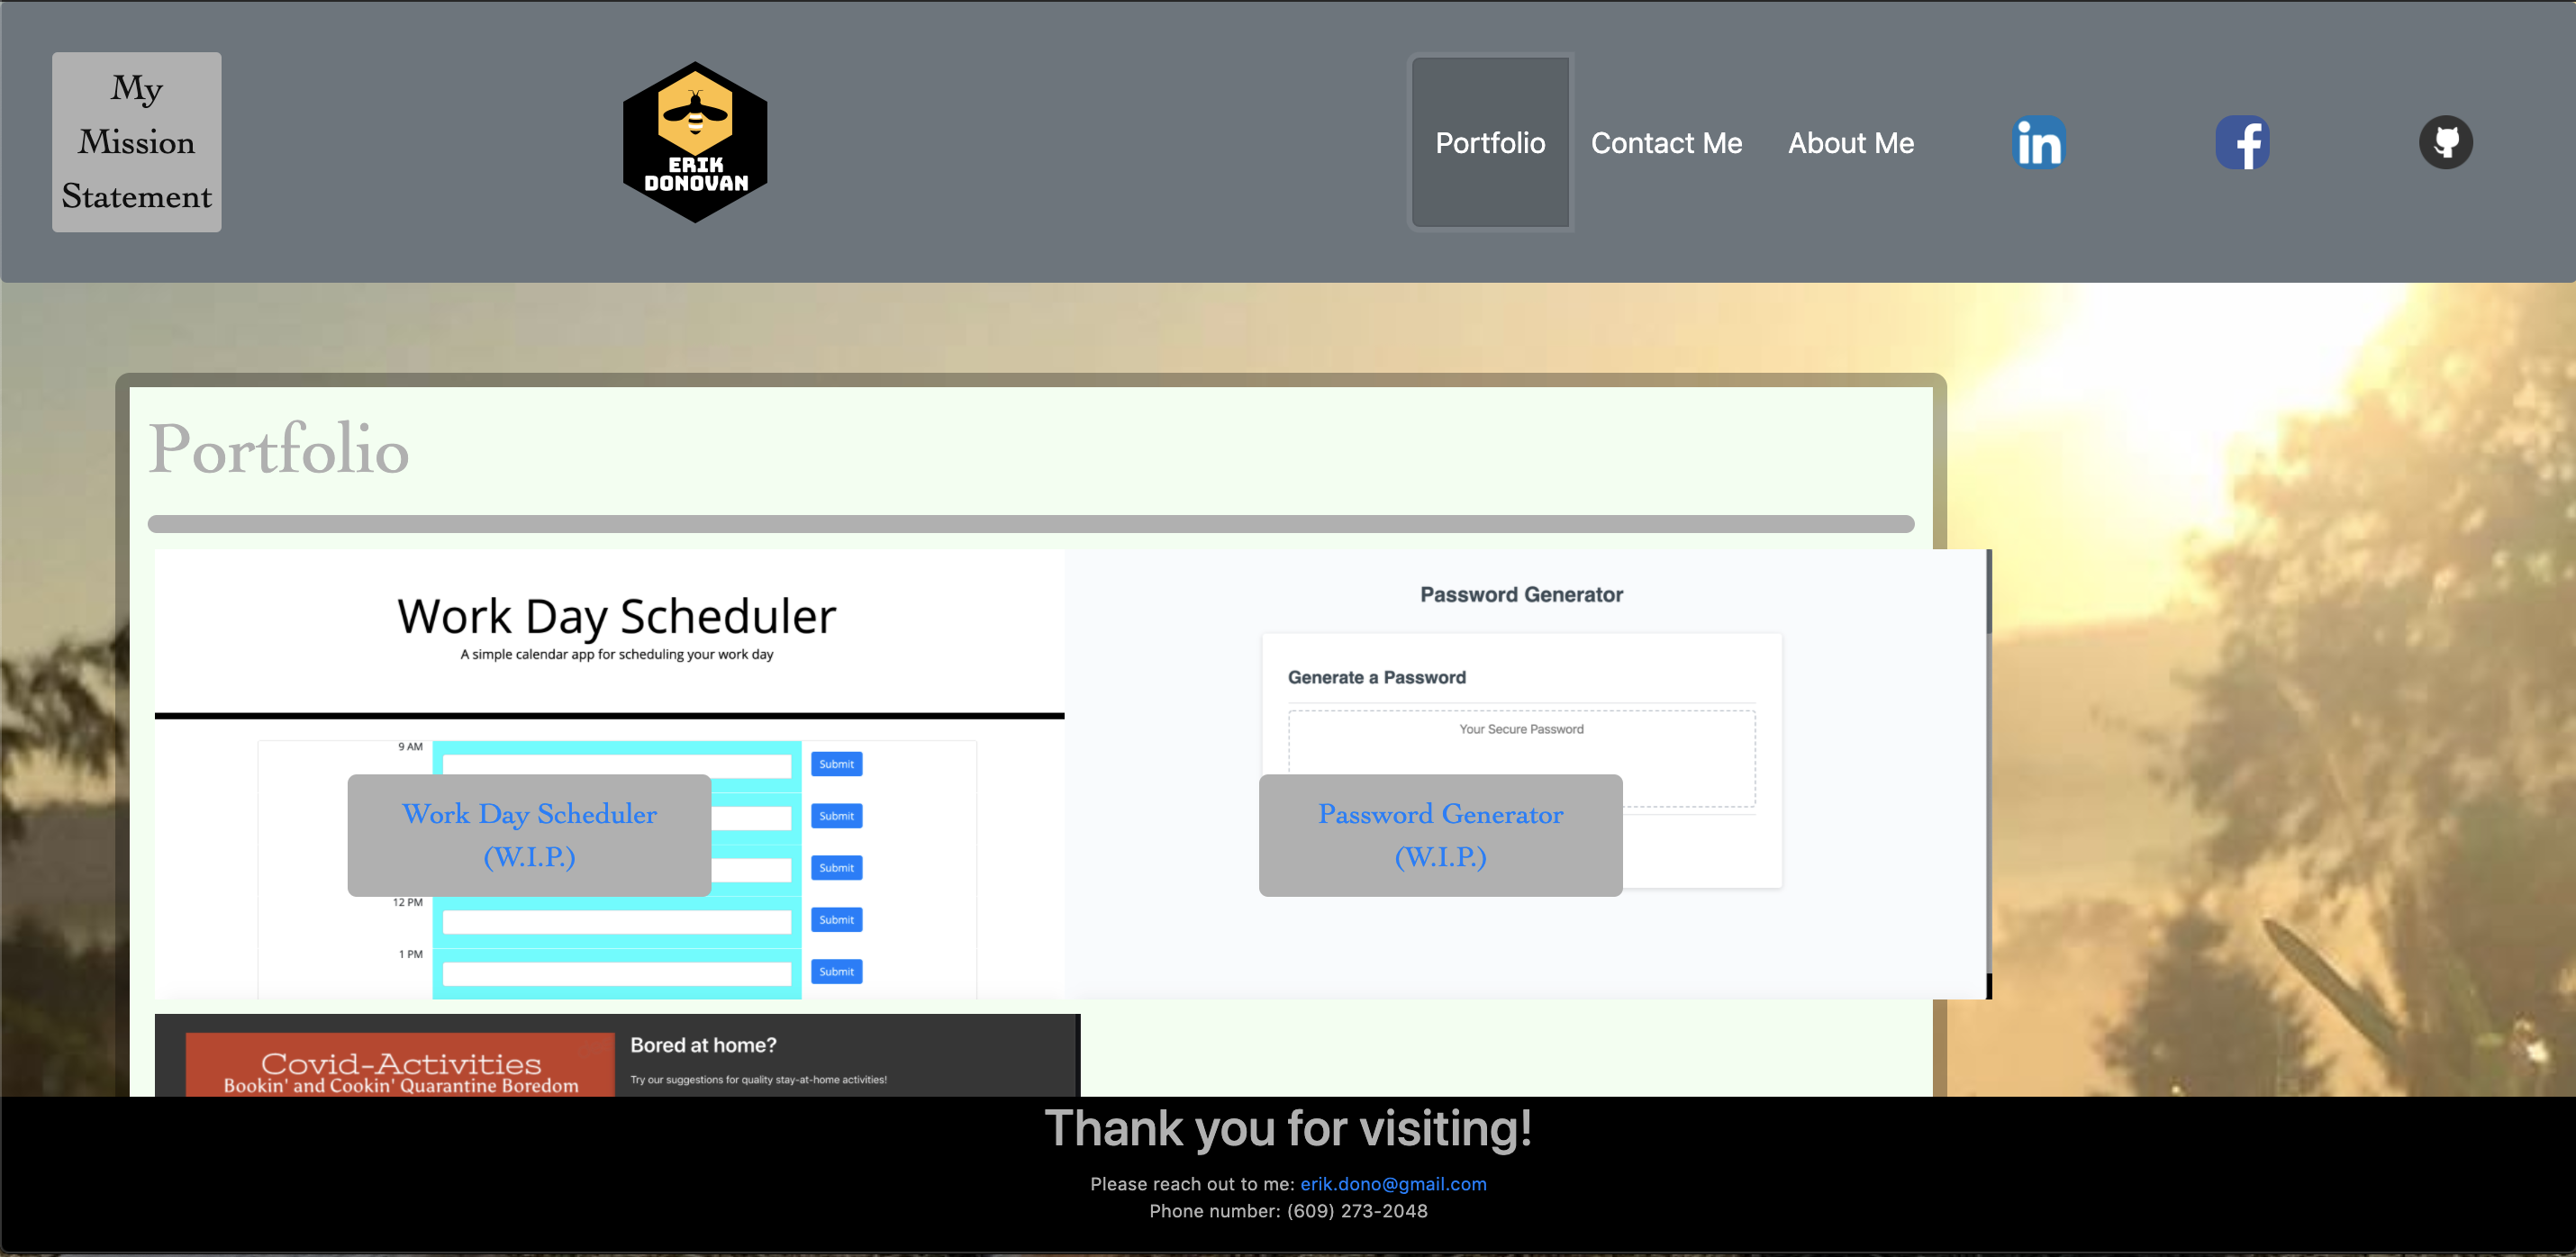 My
Mission
Statement
ERIK
DONOVAN
Portfolio
Contact Me
About Me
in
f
Portfolio
Work Day Scheduler
A simple calendar app for scheduling your work day
9 AM
Submit
Work Day Scheduler
(W.I.P.)
Submit
Submit
12 PM
Submit
1 PM
Submit
Password Generator
Generate a Password
Your Secure Password
Password Generator
(W.I.P.)
Covid-Activities
Bookin' and Cookin' Quarantine Boredom
Bored at home?
Try our suggestions for quality stay-at-home activities!
Thank you for visiting!
Please reach out to me: erik.dono@gmail.com
Phone number: (609) 273-2048